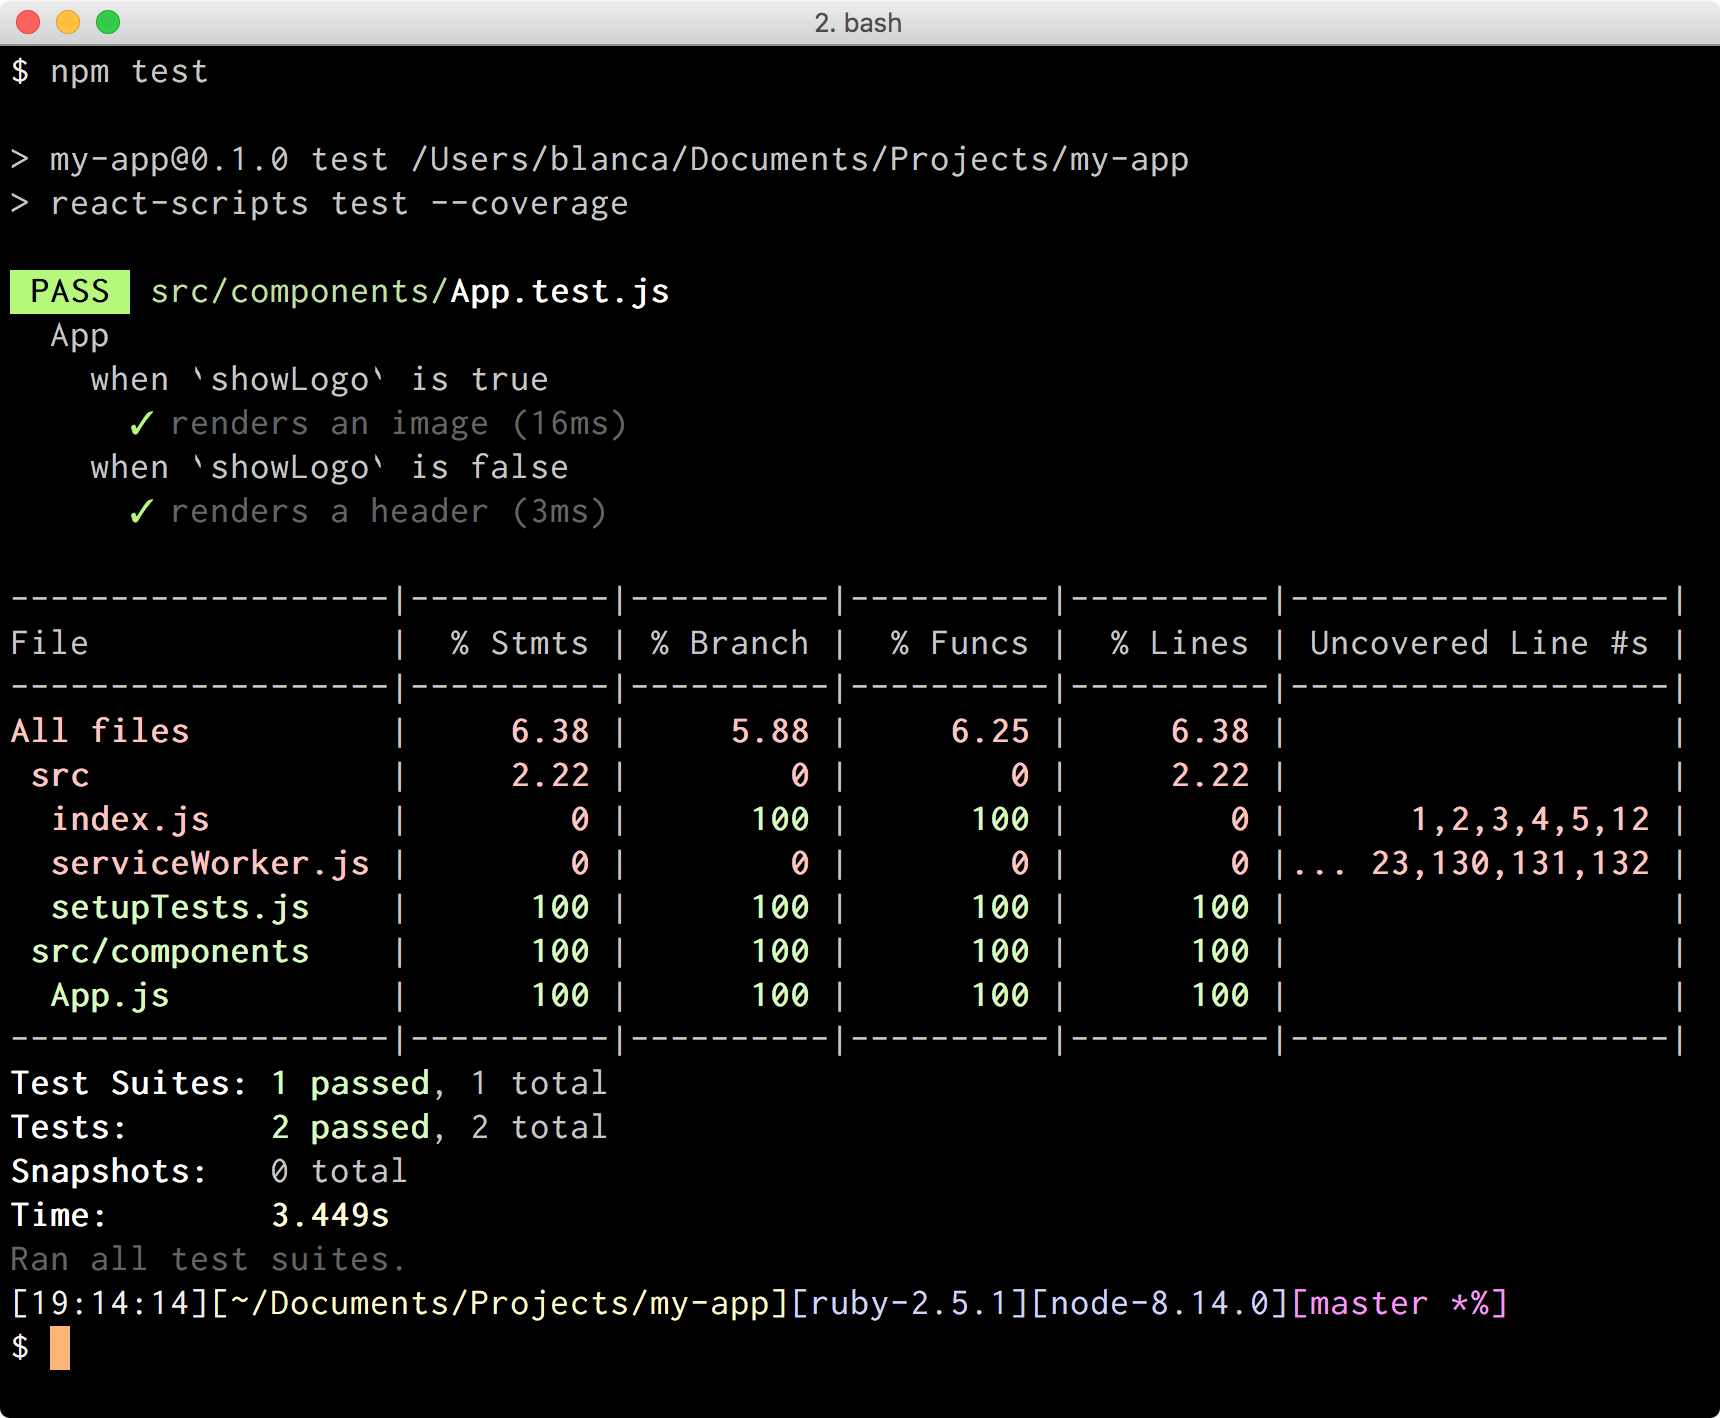 2. bash
$ npm test
> my-app@0.1.0 test /Users/blanca/Documents/Projects/my-app
> react-scripts test --coverage
PASS src/components/App.test.js
  App
    when `showLogo` is true
      ✓ renders an image (16ms)
    when `showLogo` is false
      ✓ renders a header (3ms)
-------------------|----------|----------|----------|----------|-------------------|
File               |  % Stmts | % Branch |  % Funcs |  % Lines | Uncovered Line #s |
-------------------|----------|----------|----------|----------|-------------------|
All files          |     6.38 |     5.88 |     6.25 |     6.38 |                   |
 src               |     2.22 |        0 |        0 |     2.22 |                   |
  index.js         |        0 |      100 |      100 |        0 |      1,2,3,4,5,12 |
  serviceWorker.js |        0 |        0 |        0 |        0 |... 23,130,131,132 |
  setupTests.js    |      100 |      100 |      100 |      100 |                   |
 src/components    |      100 |      100 |      100 |      100 |                   |
  App.js           |      100 |      100 |      100 |      100 |                   |
-------------------|----------|----------|----------|----------|-------------------|
Test Suites: 1 passed, 1 total
Tests:       2 passed, 2 total
Snapshots:   0 total
Time:        3.449s
Ran all test suites.
[19:14:14][~/Documents/Projects/my-app][ruby-2.5.1][node-8.14.0][master *%]
$